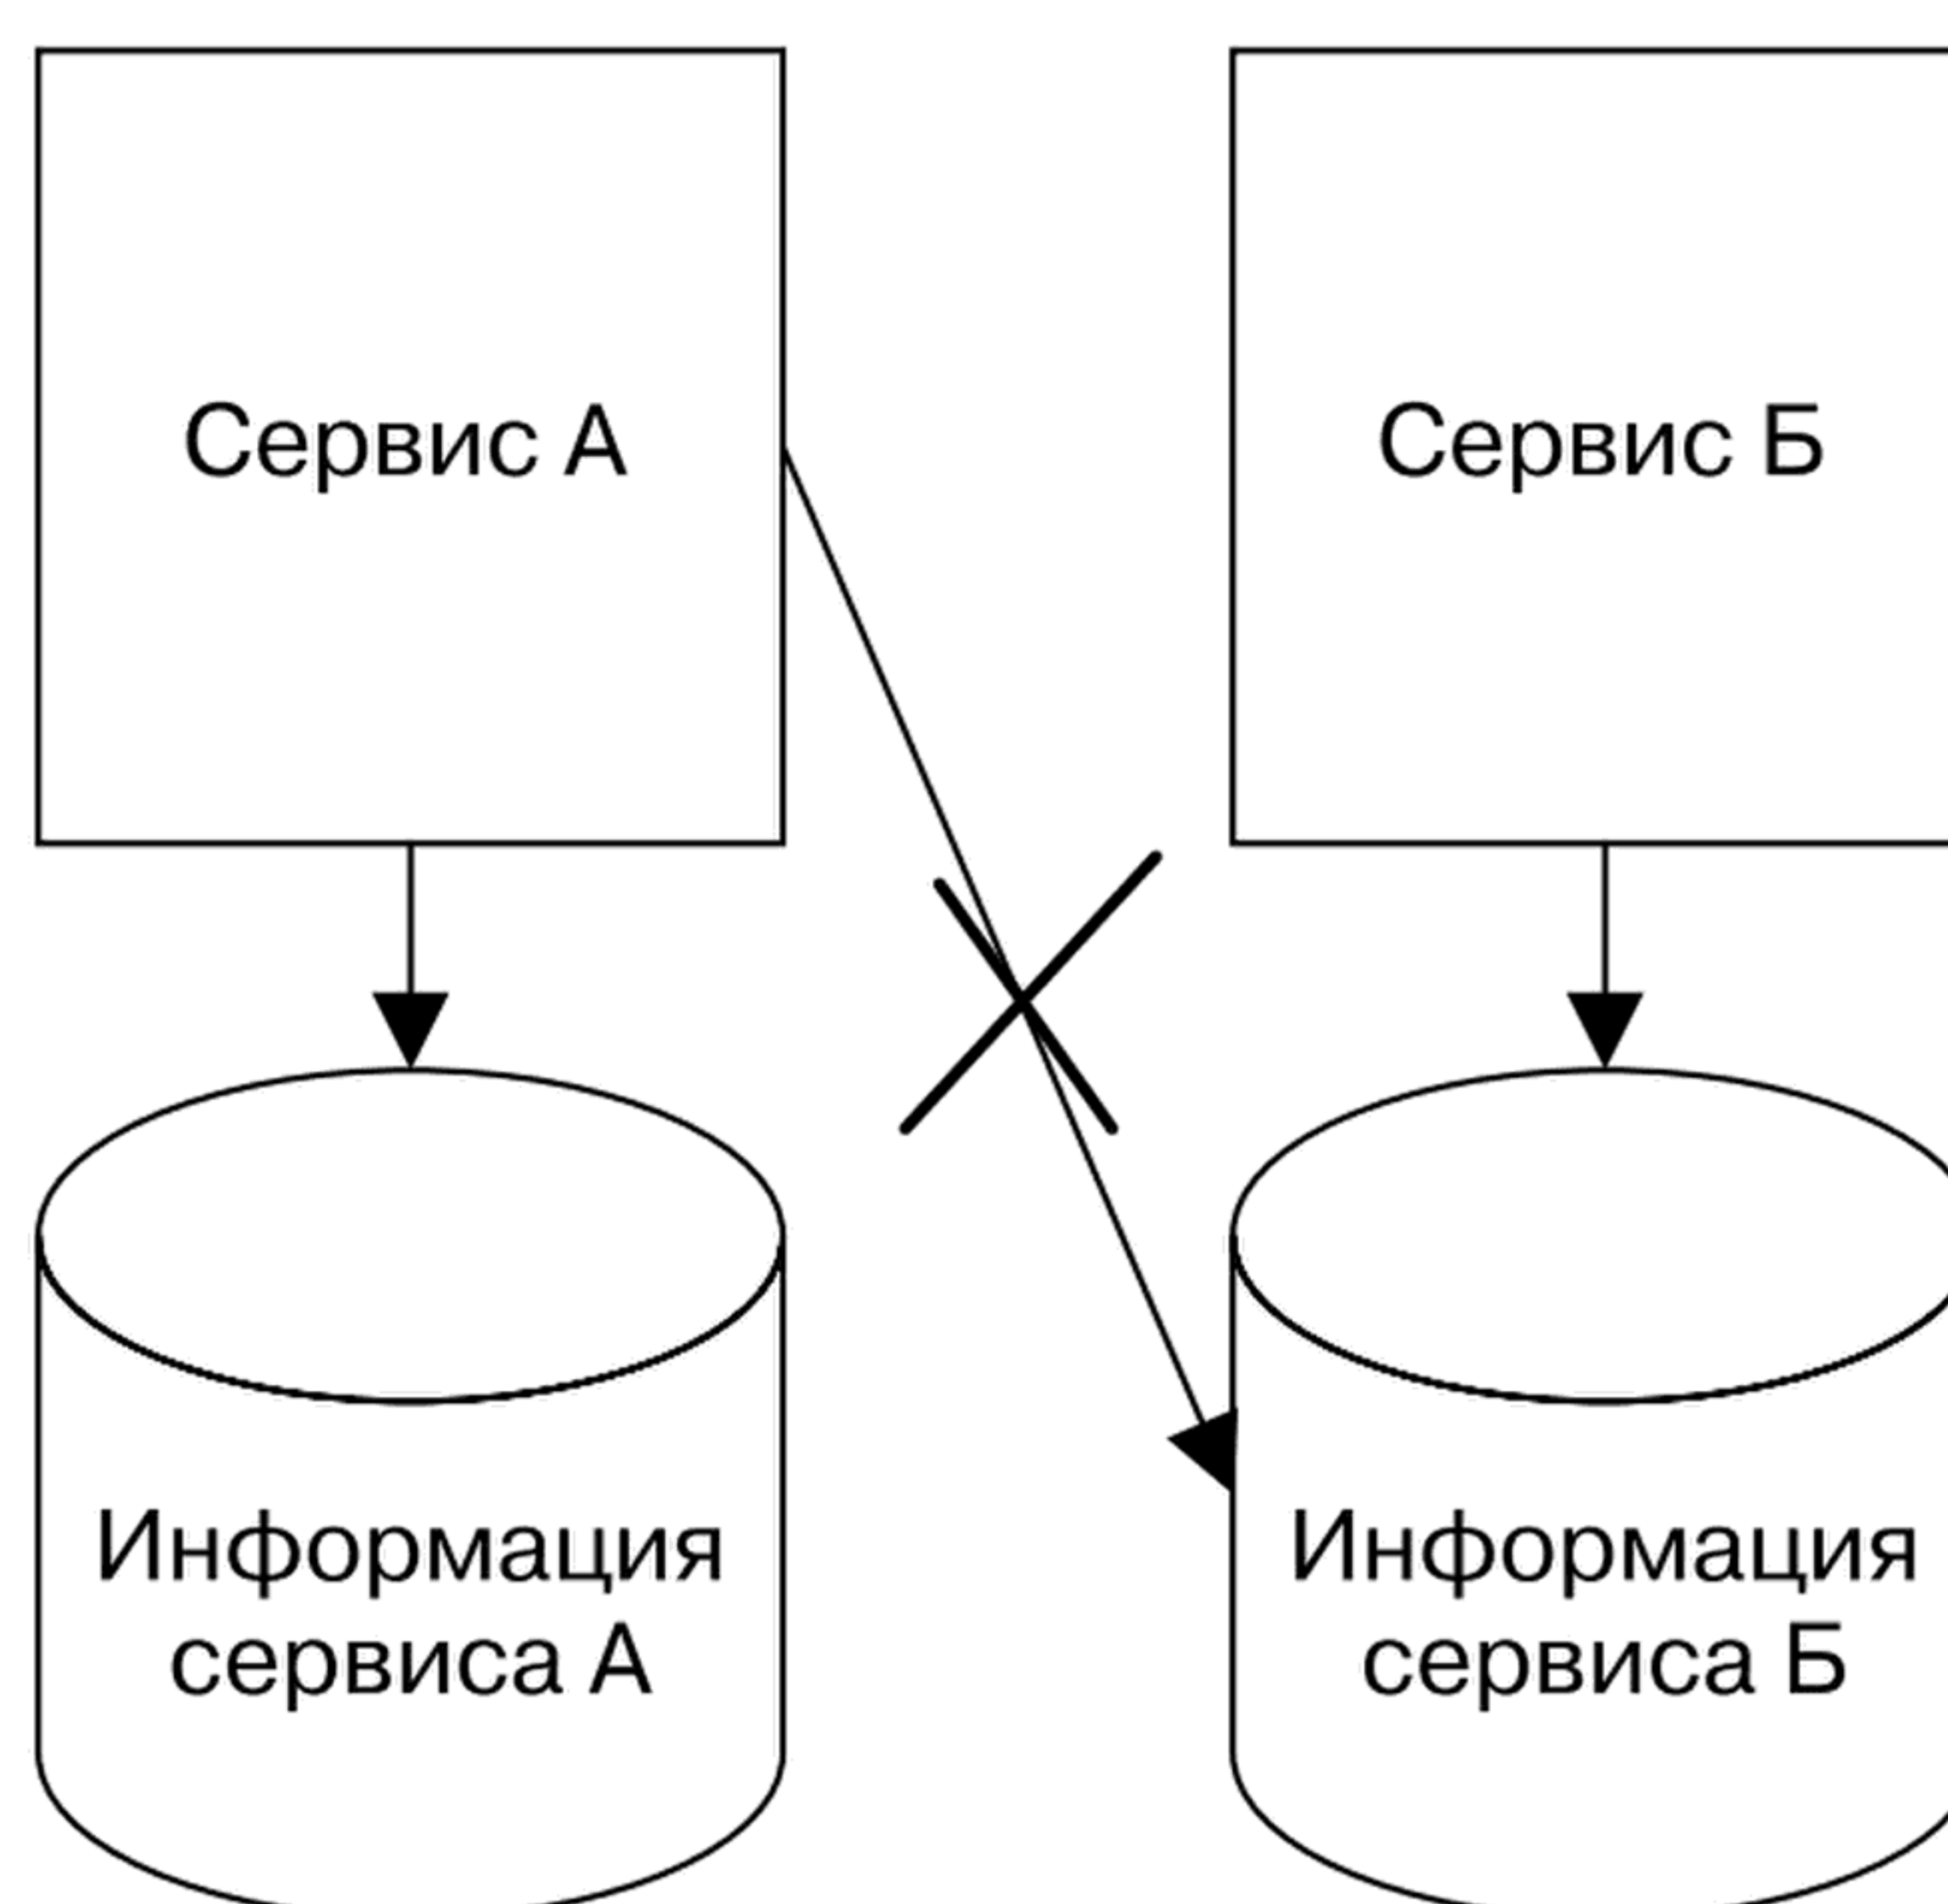 Сервис А
Сервис Б
Информация
сервиса А
Информация
сервиса Б